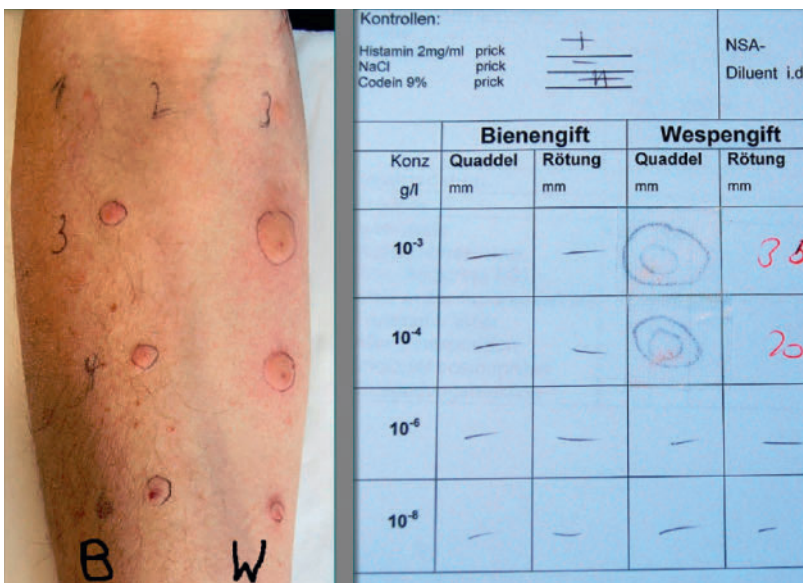 1 2 3
3
4
B W
Kontrollen:
Histamin 2mg/ml prick +
NaCl prick –
Codein 9% prick
NSA-
Diluent i.d
Bienengift Wespengift
Konz Quaddel Rötung Quaddel Rötung
g/l mm mm mm mm
10⁻³ — —
10⁻⁴ — — 20
10⁻⁶ — — — —
10⁻⁸ — — — —